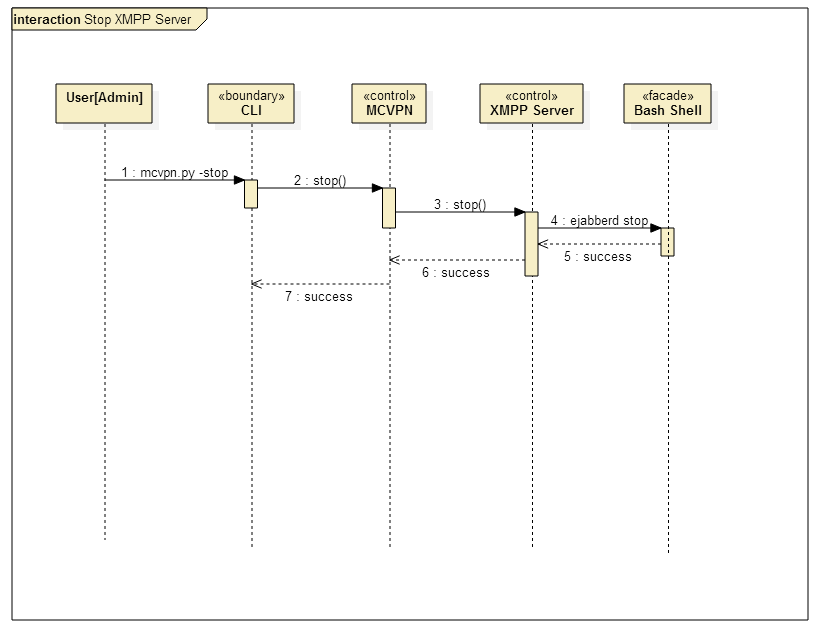 interaction Stop XMPP Server
User[Admin]
«boundary»
CLI
«control»
MCVPN
«control»
XMPP Server
«facade»
Bash Shell
1 : mcvpn.py -stop
2 : stop()
3 : stop()
4 : ejabberd stop
5 : success
6 : success
7 : success